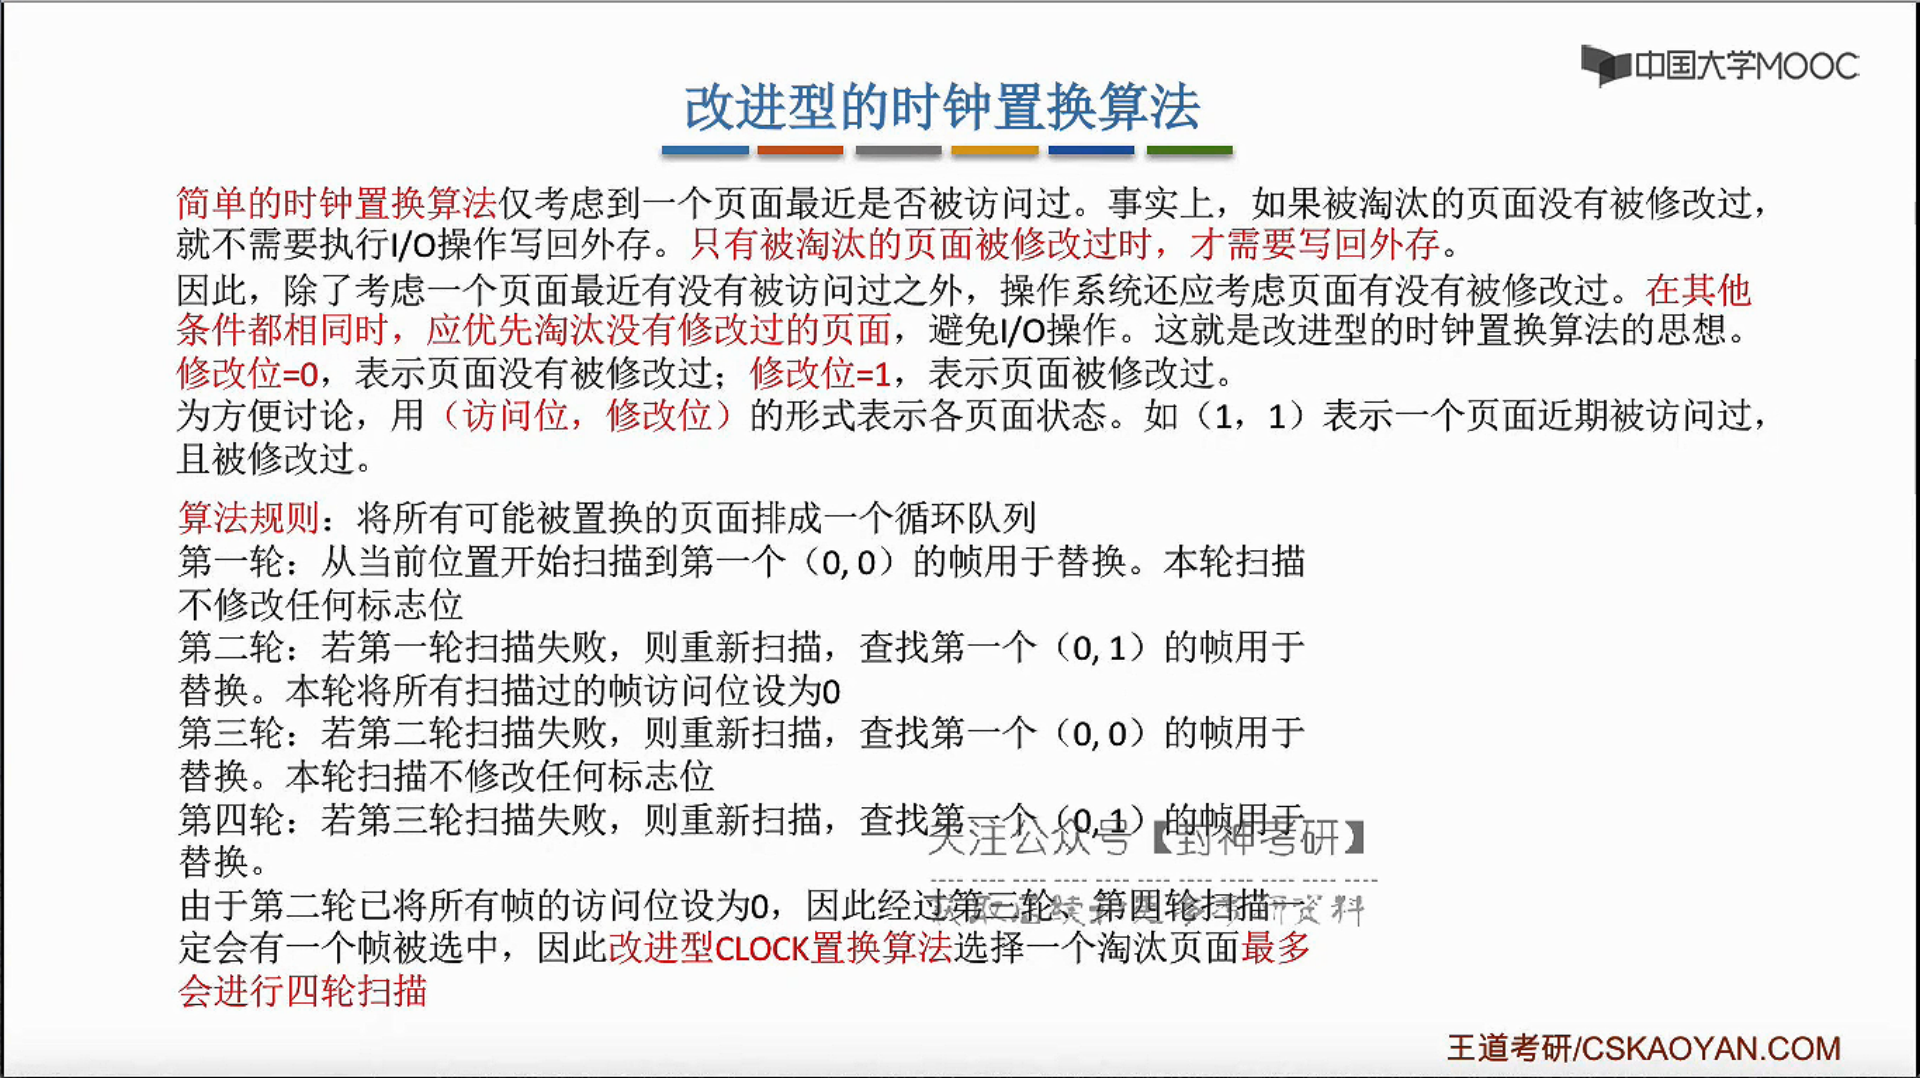 中国大学MOOC
改进型的时钟置换算法
简单的时钟置换算法仅考虑到一个页面最近是否被访问过。事实上，如果被淘汰的页面没有被修改过，
就不需要执行I/O操作写回外存。只有被淘汰的页面被修改过时，才需要写回外存。
因此，除了考虑一个页面最近有没有被访问过之外，操作系统还应考虑页面有没有被修改过。在其他
条件都相同时，应优先淘汰没有修改过的页面，避免I/O操作。这就是改进型的时钟置换算法的思想。
修改位=0，表示页面没有被修改过；修改位=1，表示页面被修改过。
为方便讨论，用（访问位，修改位）的形式表示各页面状态。如（1，1）表示一个页面近期被访问过，
且被修改过。
算法规则：将所有可能被置换的页面排成一个循环队列
第一轮：从当前位置开始扫描到第一个（0, 0）的帧用于替换。本轮扫描
不修改任何标志位
第二轮：若第一轮扫描失败，则重新扫描，查找第一个（0, 1）的帧用于
替换。本轮将所有扫描过的帧访问位设为0
第三轮：若第二轮扫描失败，则重新扫描，查找第一个（0, 0）的帧用于
替换。本轮扫描不修改任何标志位
第四轮：若第三轮扫描失败，则重新扫描，查找第一个（0, 1）的帧用于
替换。
关注公众号【封神考研】
由于第二轮已将所有帧的访问位设为0，因此经过第三轮、第四轮扫描一
定会有一个帧被选中，因此改进型CLOCK置换算法选择一个淘汰页面最多
会进行四轮扫描
王道考研/CSKAOYAN.COM